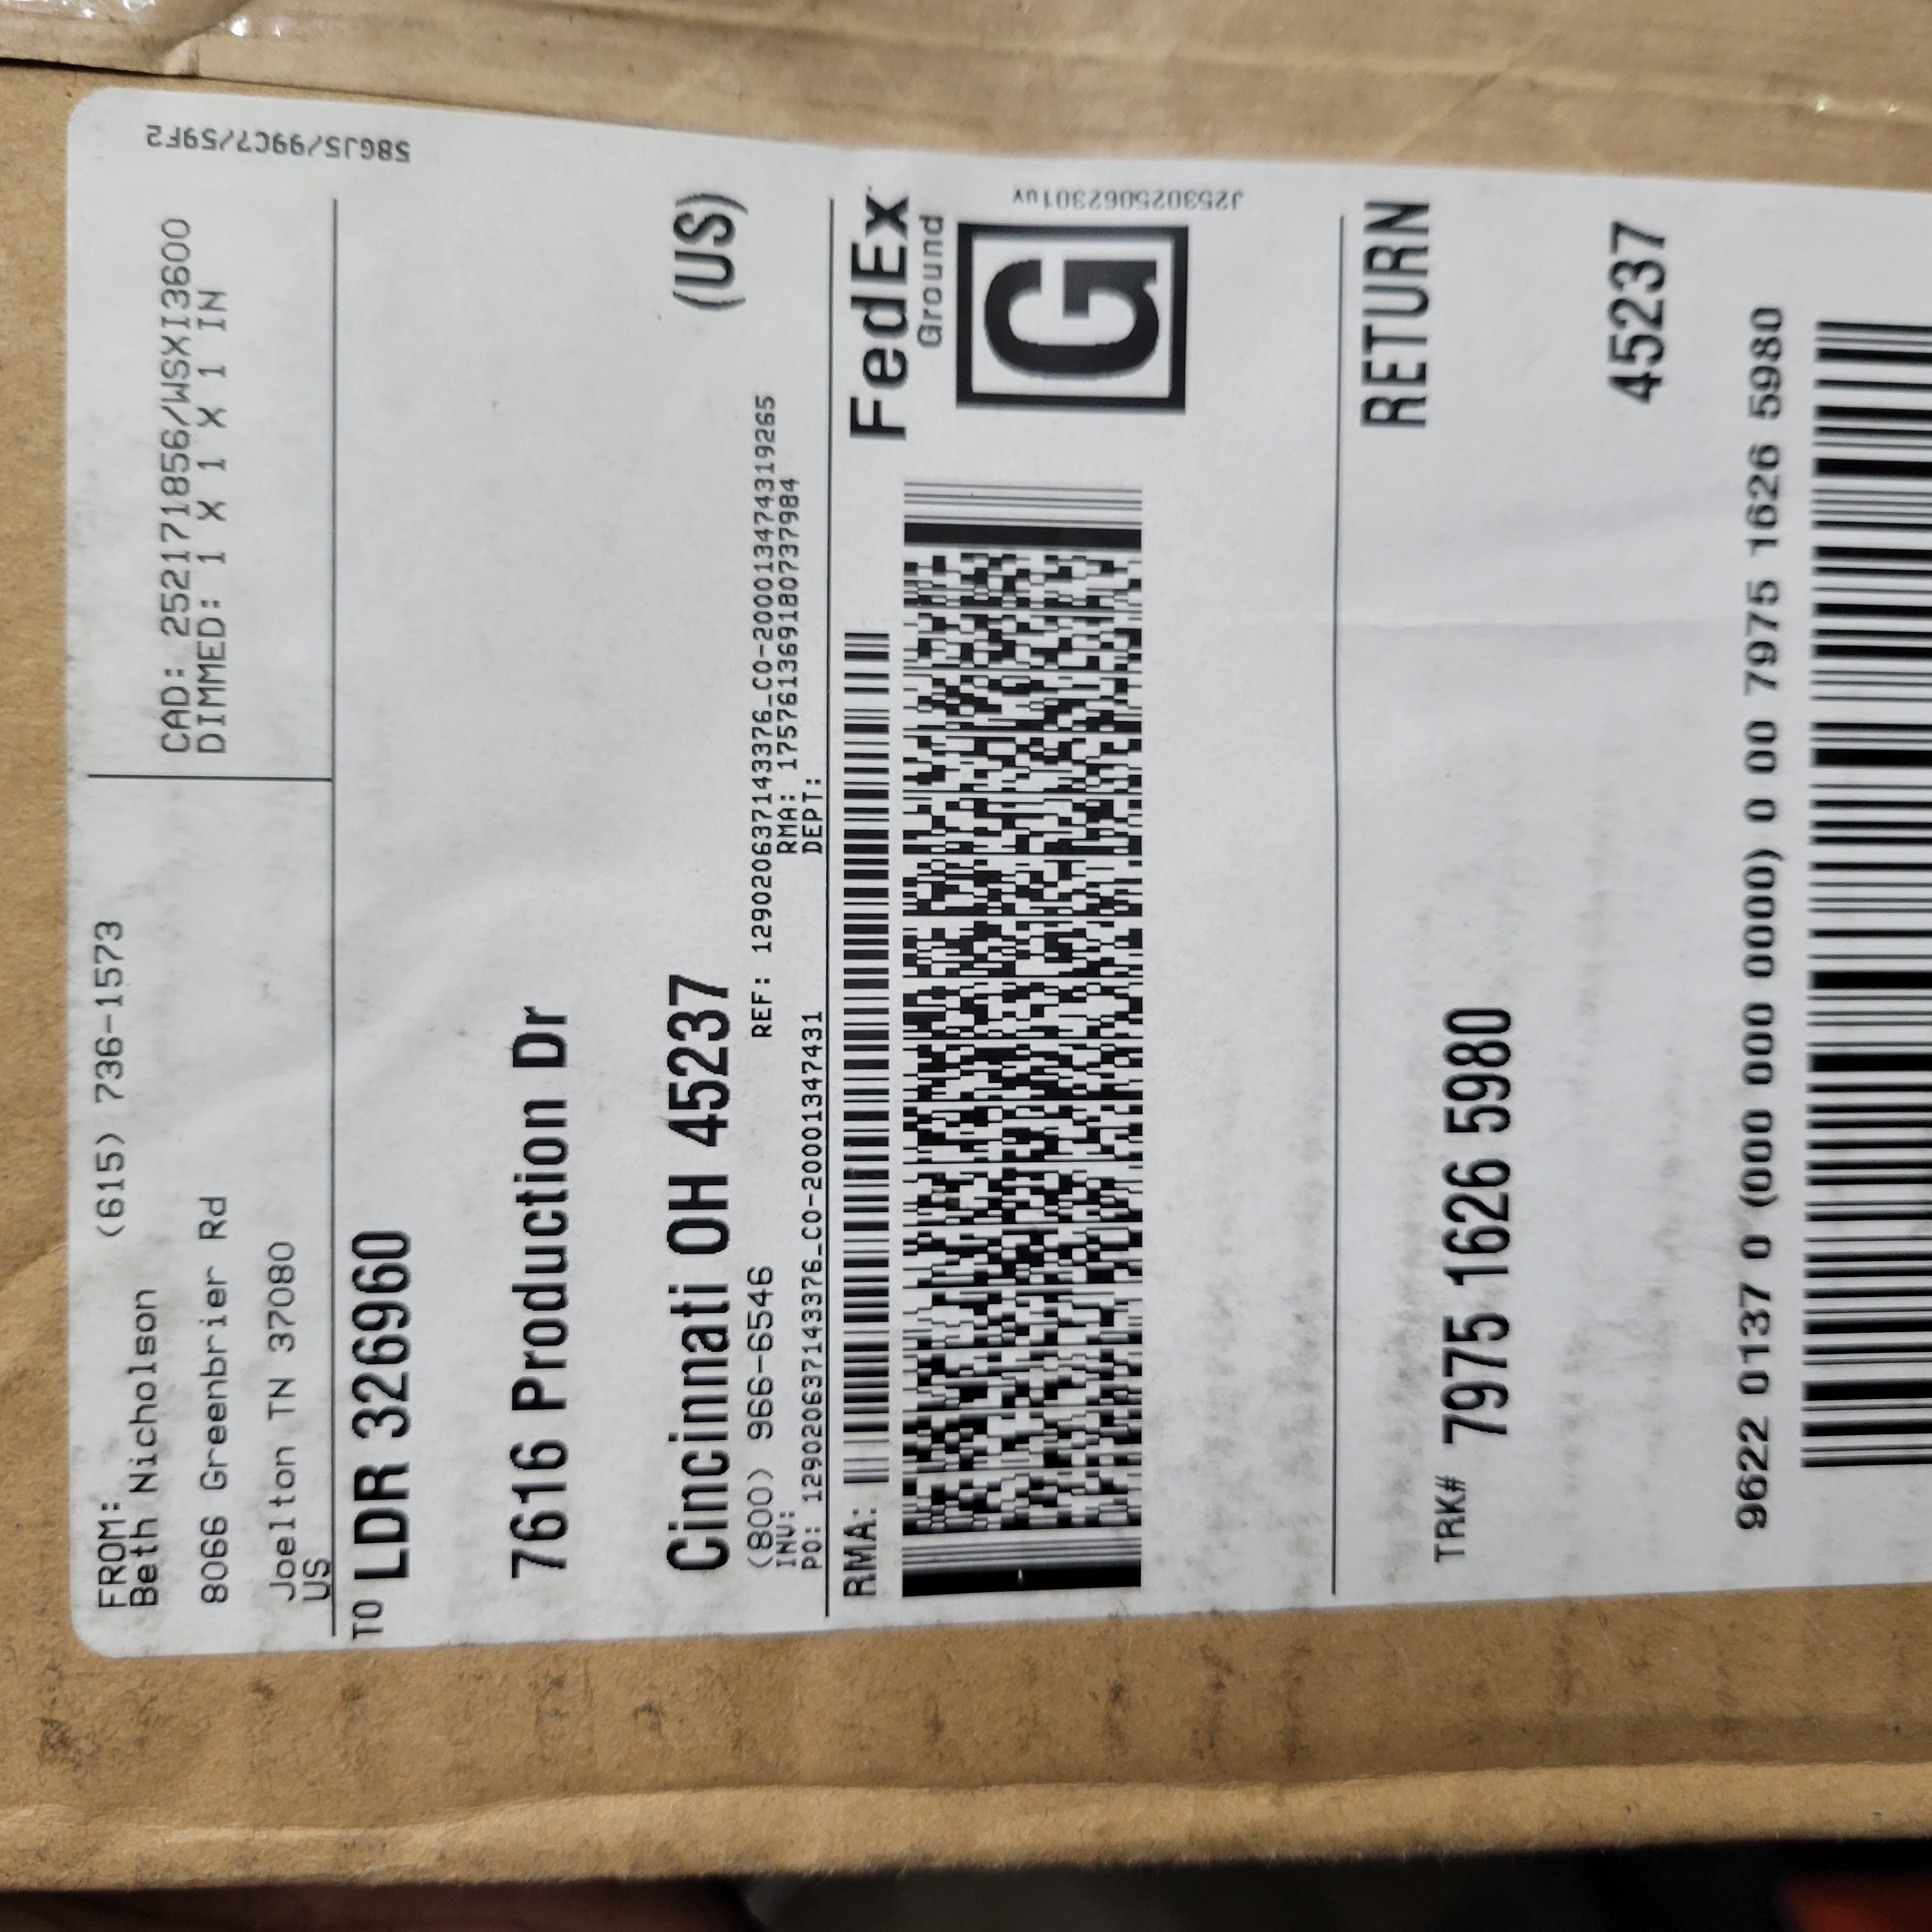 FROM:
(615) 736-1573
Beth Nicholson
8066 Greenbrier Rd
Joelton TN 37080
US
CAD: 252171856/WSXI3600
DIMMED: 1 X 1 X 1 IN
58GJ5/99C7/59F2
TO LDR 326960
7616 Production Dr
Cincinnati OH 45237 (US)
(800) 966-6546
REF: 129020637143376_CO-200013474319265
INV:
RMA: 175761369180737984
PO: 129020637143376_CO-20001347431
DEPT:
RMA:
FedEx
Ground
G
J253025062301uv
RETURN
TRK# 7975 1626 5980
45237
9622 0137 0 (000 000 0000) 0 00 7975 1626 5980